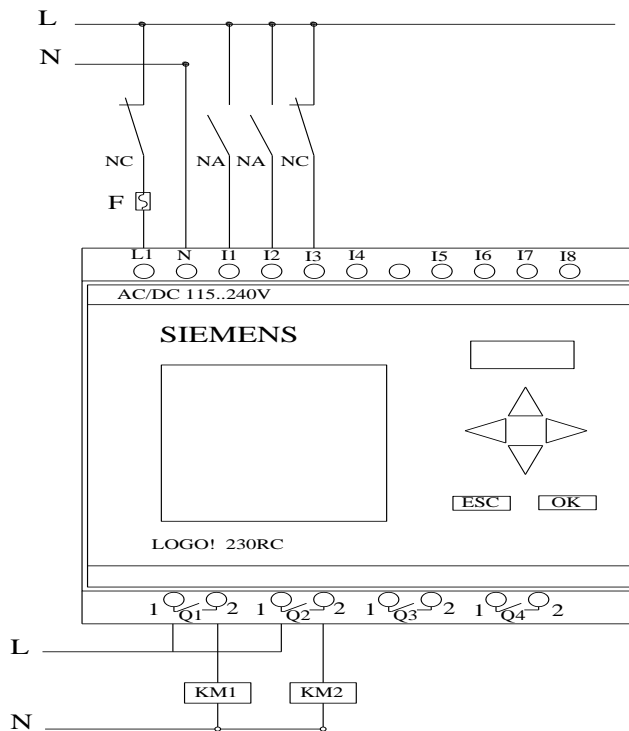 L
N
NC NA NA NC
F
L1 N I1 I2 I3 I4 I5 I6 I7 I8
AC/DC 115..240V
SIEMENS
ESC OK
LOGO! 230RC
1 Q1 2 1 Q2 2 1 Q3 2 1 Q4 2
L
KM1 KM2
N